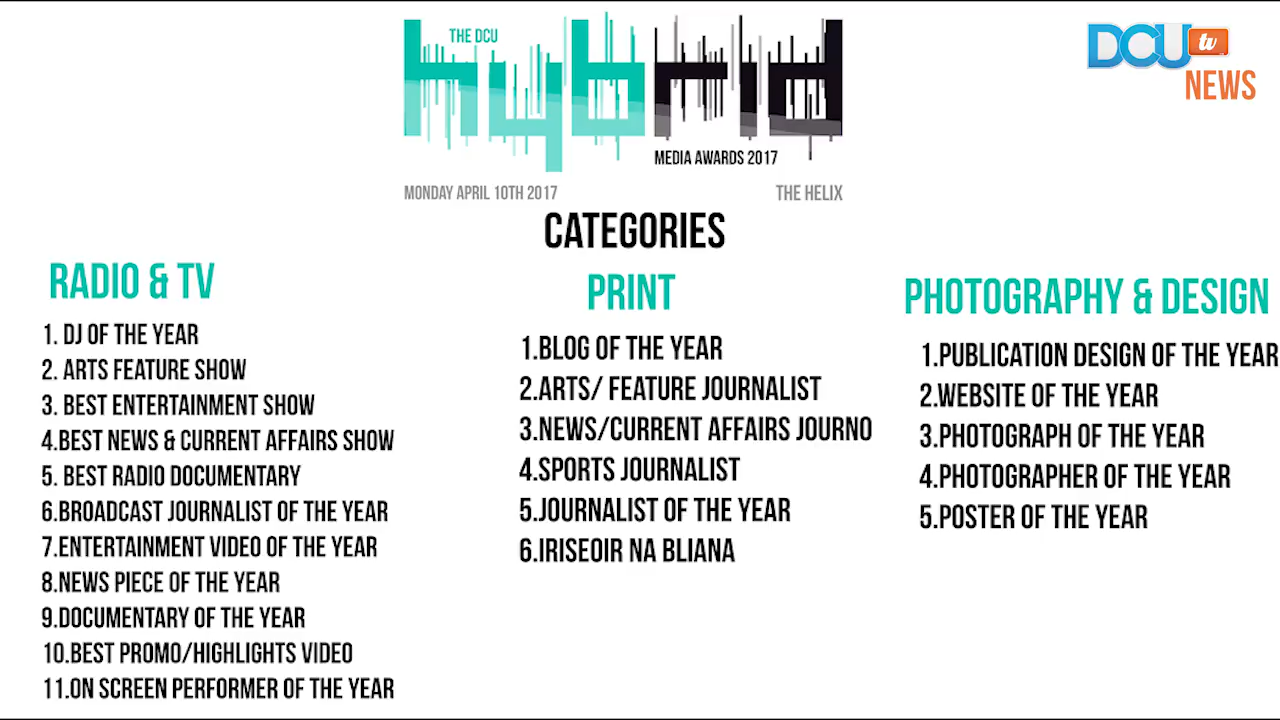 THE DCU
hybrid
MEDIA AWARDS 2017
MONDAY APRIL 10TH 2017
THE HELIX
DCU tv
NEWS
CATEGORIES
RADIO & TV
1. DJ OF THE YEAR
2. ARTS FEATURE SHOW
3. BEST ENTERTAINMENT SHOW
4.BEST NEWS & CURRENT AFFAIRS SHOW
5. BEST RADIO DOCUMENTARY
6.BROADCAST JOURNALIST OF THE YEAR
7.ENTERTAINMENT VIDEO OF THE YEAR
8.NEWS PIECE OF THE YEAR
9.DOCUMENTARY OF THE YEAR
10.BEST PROMO/HIGHLIGHTS VIDEO
11.ON SCREEN PERFORMER OF THE YEAR
PRINT
1.BLOG OF THE YEAR
2.ARTS/ FEATURE JOURNALIST
3.NEWS/CURRENT AFFAIRS JOURNO
4.SPORTS JOURNALIST
5.JOURNALIST OF THE YEAR
6.IRISEOIR NA BLIANA
PHOTOGRAPHY & DESIGN
1.PUBLICATION DESIGN OF THE YEAR
2.WEBSITE OF THE YEAR
3.PHOTOGRAPH OF THE YEAR
4.PHOTOGRAPHER OF THE YEAR
5.POSTER OF THE YEAR